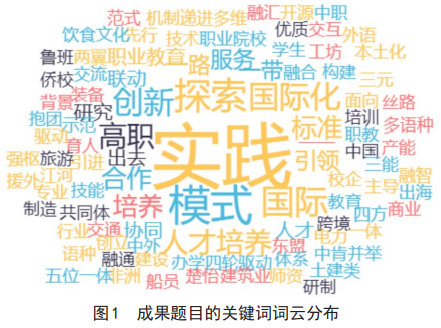 范式 机制递进多维 融汇开源 中职
饮食文化 先行 技术 职业院校 优质 交互 外语
鲁班 两翼 职业教育 路 服务 一带 学生 工坊 本土化
侨校 交流 联动 融合 构建 三元
背景 装备 研究 创新 探索 国际化 面向 丝路
抱团 示范 标准 培训 多语种
驱动 育人 高职 实践 职教 产能
强枢 旅游 引进 出去 引领 中国 三能
援外 江河 合作 模式 国际 校企 主导 融智
专业 技能 教育 出海
制造 共同体 培养 跨境 四方 商业
行业 交通 协同 人才培养 人才 电力 一体
语种 创立 中外 东盟 中肯并举
融通 建设 办学 四轮驱动 体系 土建类
五位一体 非洲 楚怡 建筑业 师资
船员 研制
图1 成果题目的关键词词云分布